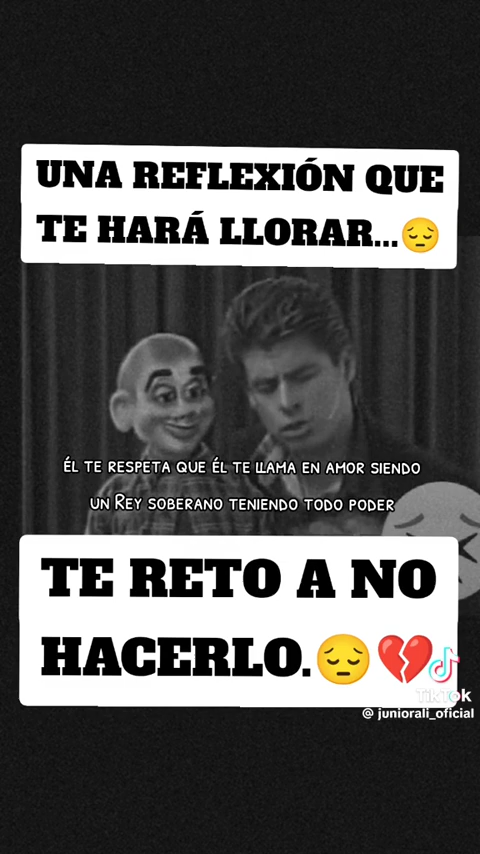 UNA REFLEXIÓN QUE
TE HARÁ LLORAR...😔
ÉL TE RESPETA QUE ÉL TE LLAMA EN AMOR SIENDO
UN REY SOBERANO TENIENDO TODO PODER
TE RETO A NO
HACERLO.😔💔
TikTok
@juniorali_oficial